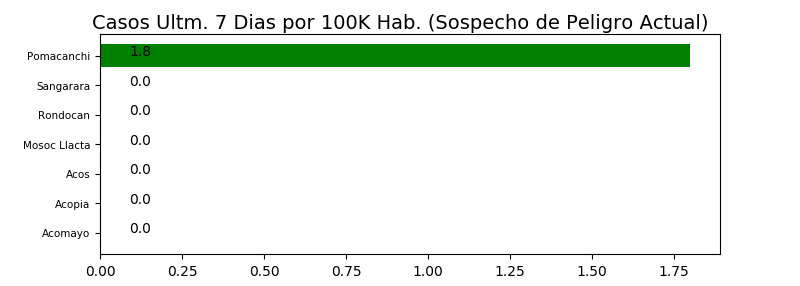 Casos Ultm. 7 Dias por 100K Hab. (Sospecho de Peligro Actual)
Pomacanchi 1.8
Sangarara 0.0
Rondocan 0.0
Mosoc Llacta 0.0
Acos 0.0
Acopia 0.0
Acomayo 0.0
0.00 0.25 0.50 0.75 1.00 1.25 1.50 1.75